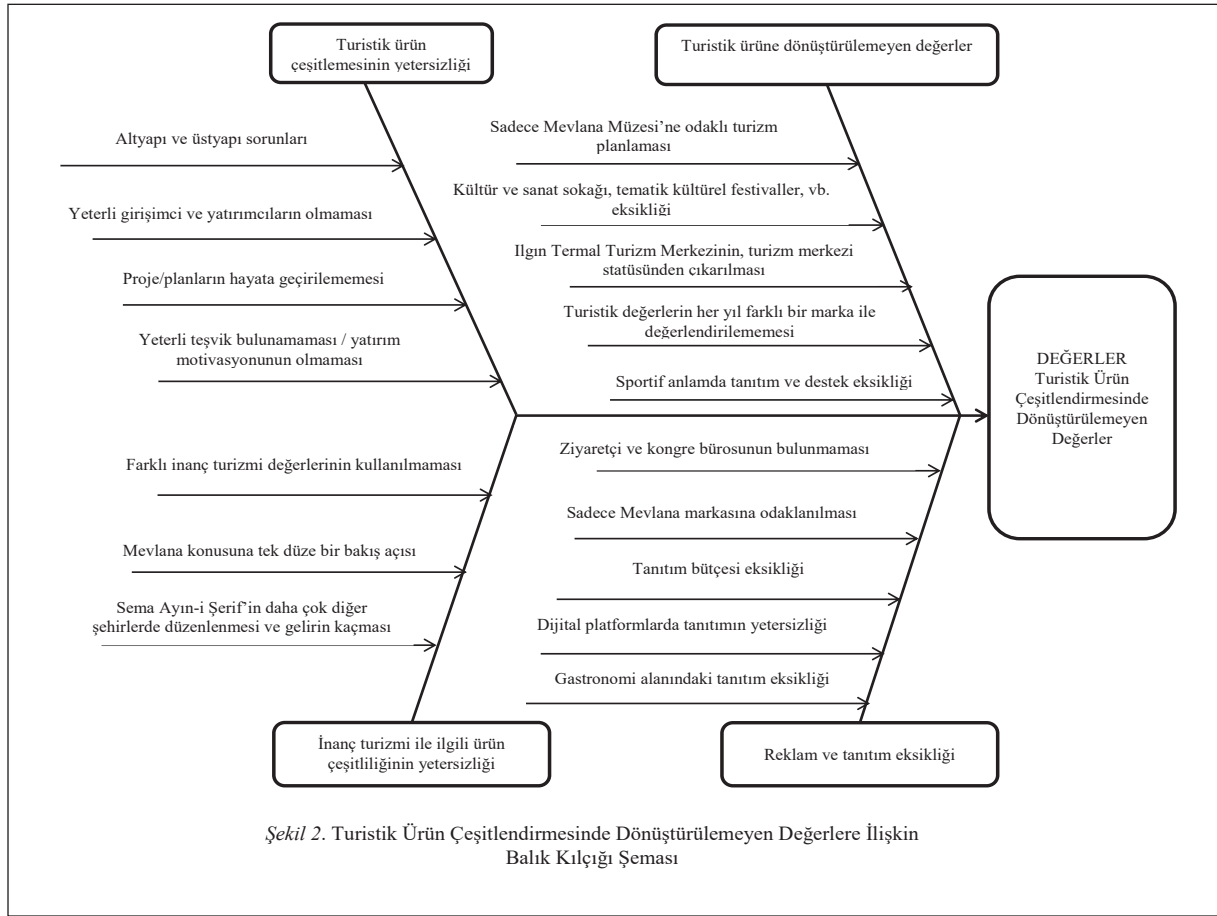 Turistik ürün
çeşitlemesinin yetersizliği
Turistik ürüne dönüştürülemeyen değerler
Altyapı ve üstyapı sorunları
Yeterli girişimci ve yatırımcıların olmaması
Proje/planların hayata geçirilememesi
Yeterli teşvik bulunamaması / yatırım
motivasyonunun olmaması
Sadece Mevlana Müzesi’ne odaklı turizm
planlaması
Kültür ve sanat sokağı, tematik kültürel festivaller, vb.
eksikliği
Ilgın Termal Turizm Merkezinin, turizm merkezi
statüsünden çıkarılması
Turistik değerlerin her yıl farklı bir marka ile
değerlendirilememesi
Sportif anlamda tanıtım ve destek eksikliği
DEĞERLER
Turistik Ürün
Çeşitlendirmesinde
Dönüştürülemeyen
Değerler
Farklı inanç turizmi değerlerinin kullanılmaması
Mevlana konusuna tek düze bir bakış açısı
Sema Ayın-i Şerif’in daha çok diğer
şehirlerde düzenlenmesi ve gelirin kaçması
Ziyaretçi ve kongre bürosunun bulunmaması
Sadece Mevlana markasına odaklanılması
Tanıtım bütçesi eksikliği
Dijital platformlarda tanıtımın yetersizliği
Gastronomi alanındaki tanıtım eksikliği
İnanç turizmi ile ilgili ürün
çeşitliliğinin yetersizliği
Reklam ve tanıtım eksikliği
Şekil 2. Turistik Ürün Çeşitlendirmesinde Dönüştürülemeyen Değerlere İlişkin
Balık Kılçığı Şeması